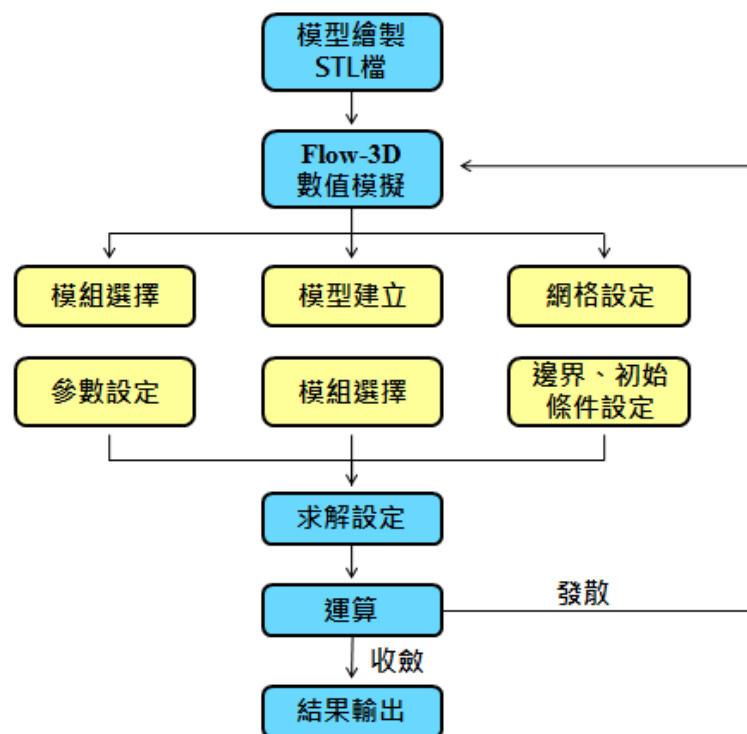 模型繪製
STL檔
Flow-3D
數值模擬
模組選擇
模型建立
網格設定
參數設定
模組選擇
邊界、初始
條件設定
求解設定
運算
發散
收斂
結果輸出